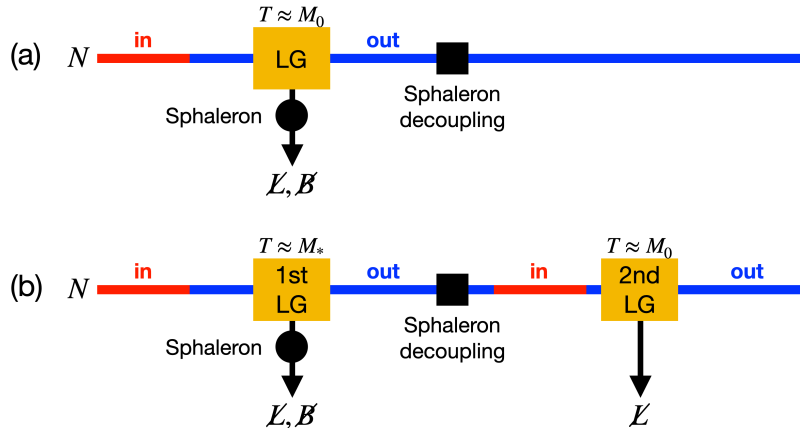 T ≈ M₀
(a) N in LG out
Sphaleron Sphaleron decoupling
L̸, B̸
T ≈ M* T ≈ M₀
(b) N in 1st LG out in 2nd LG out
Sphaleron Sphaleron decoupling
L̸, B̸ L̸